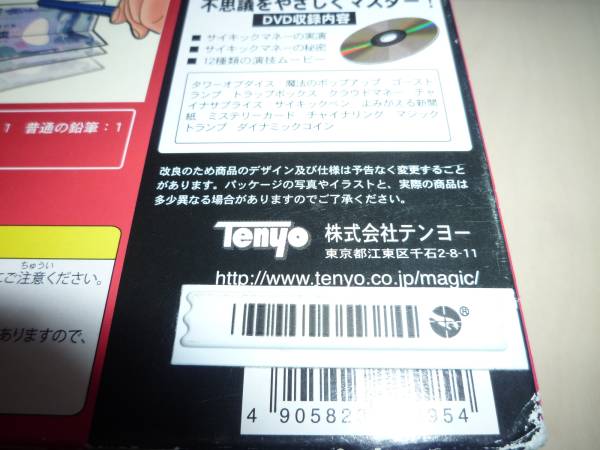 不思議をやさしくマスター!
DVD収録内容
サイキックマネーの実演
サイキックマネーの秘密
12種類の演技ムービー
タワーオブダイス 魔法のポップアップ ゴースト
ランプ トラップボックス クラウドマネー チャ
イナサプライズ サイキックペン よみがえる新聞
紙 ミステリーカード チャイナリング マジック
トランプ ダイナミックコイン
1 普通の鉛筆:1
改良のため商品のデザイン及び仕様は予告なく変更すること
があります。パッケージの写真やイラストと、実際の商品は
多少異なる場合がありますのでご了承ください。
Tenyo 株式会社テンヨー
東京都江東区千石2-8-11
http://www.tenyo.co.jp/magic/
ちゅうい
ご注意ください。
ありますので、
4 90582 954